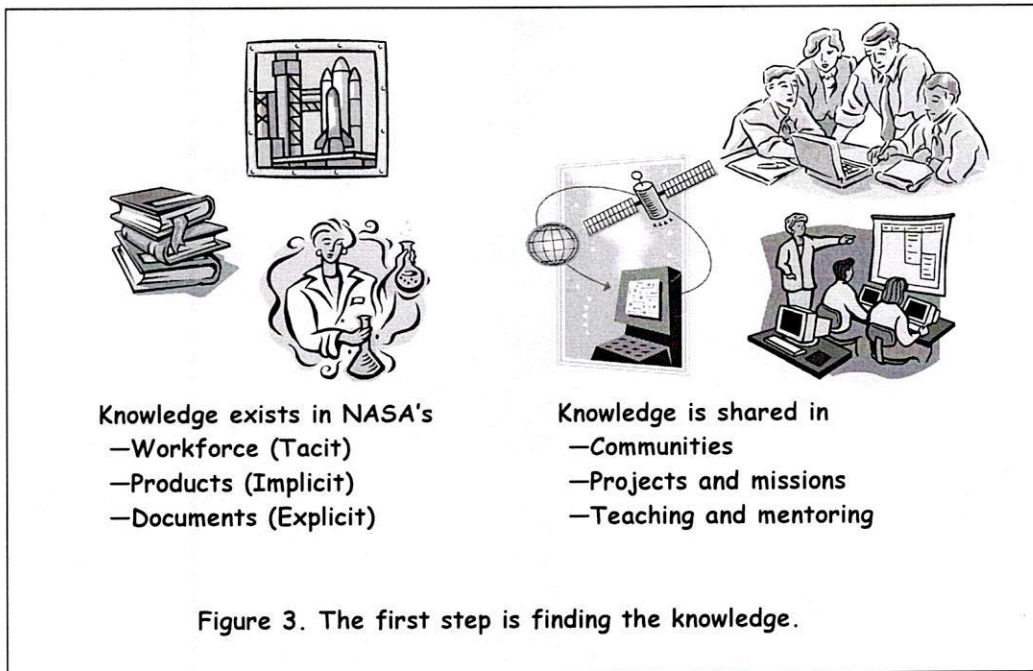 Knowledge exists in NASA's
—Workforce (Tacit)
—Products (Implicit)
—Documents (Explicit)
Knowledge is shared in
—Communities
—Projects and missions
—Teaching and mentoring
Figure 3. The first step is finding the knowledge.